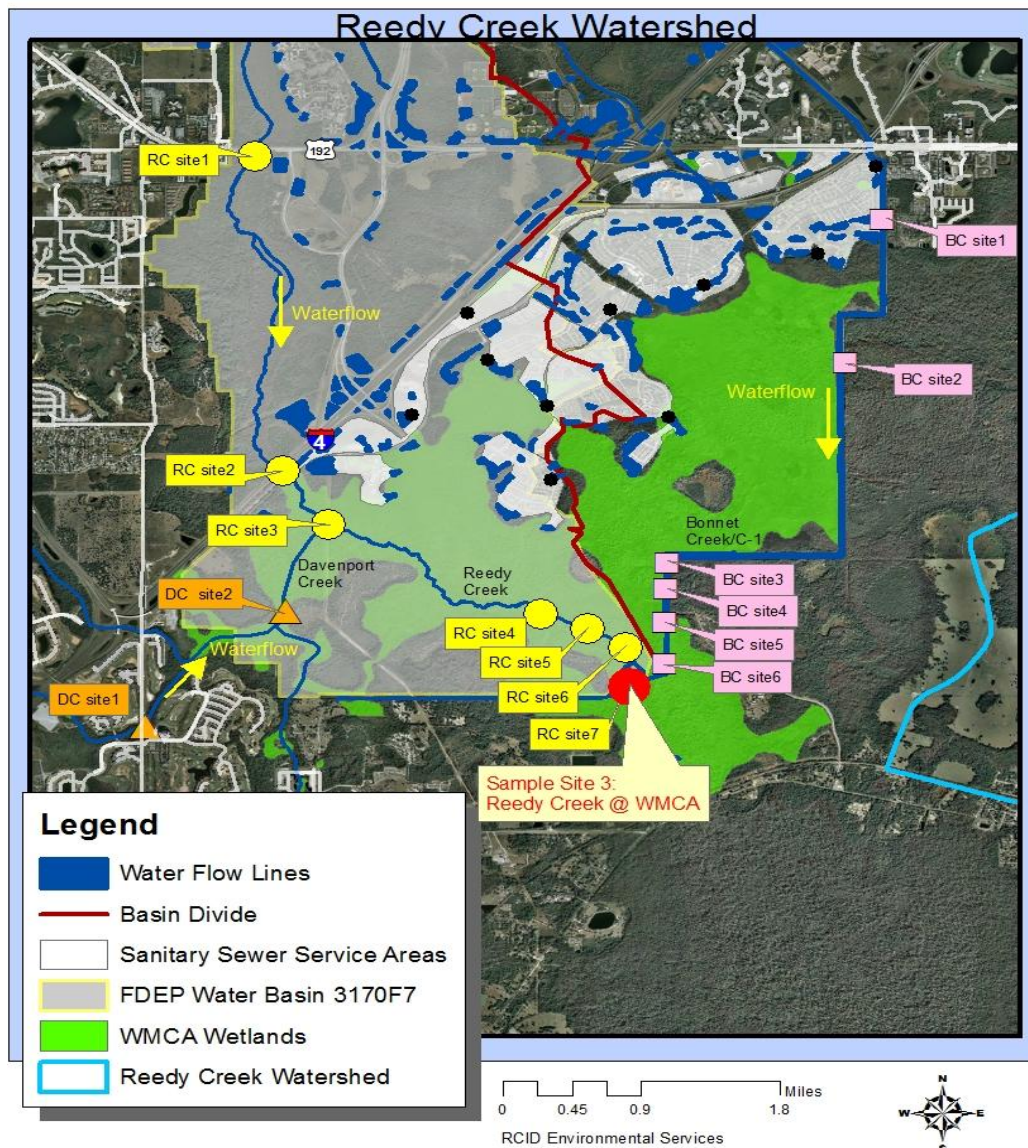 Reedy Creek Watershed
RC site1
192
BC site1
Waterflow
BC site2
Waterflow
4
RC site2
RC site3
Bonnet
Creek/C-1
Davenport
Creek
Reedy
Creek
BC site3
DC site2
BC site4
RC site4
BC site5
Waterflow
RC site5
BC site6
DC site1
RC site6
RC site7
Sample Site 3:
Reedy Creek @ WMCA
Legend
Water Flow Lines
Basin Divide
Sanitary Sewer Service Areas
FDEP Water Basin 3170F7
WMCA Wetlands
Reedy Creek Watershed
Miles
0 0.45 0.9 1.8
RCID Environmental Services
N
W E
S